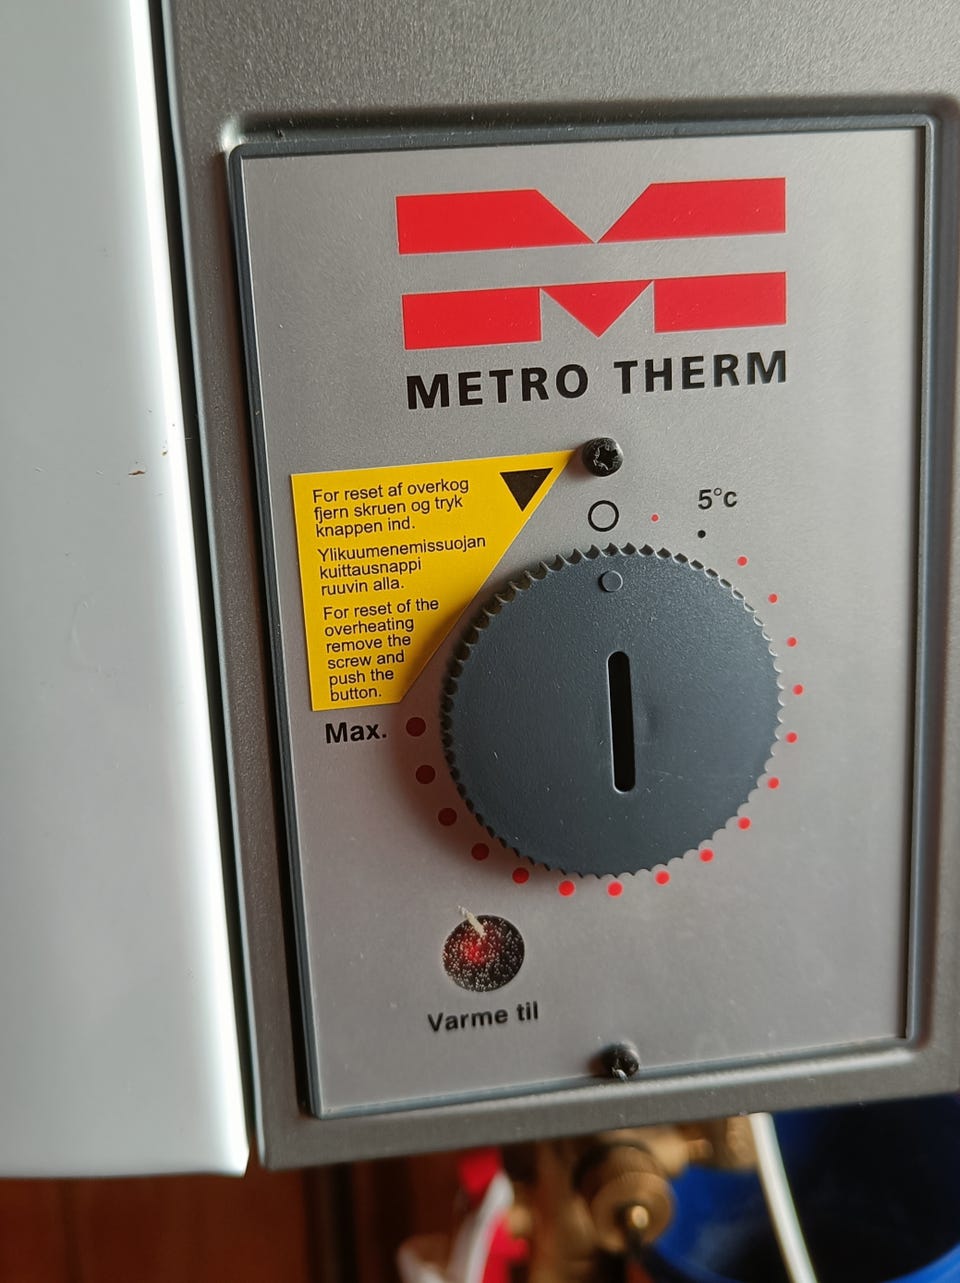 METRO THERM
For reset af overkog
fjern skruen og tryk
knappen ind.
Ylikuumenemissuojan
kuittausnappi
ruuvin alla.
For reset of the
overheating
remove the
screw and
push the
button.
5°c
Max.
Varme til